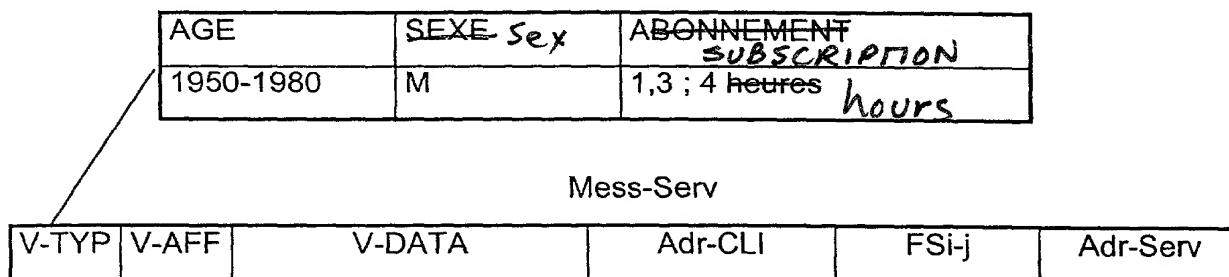 AGE SEXE Sex ABONNEMENT
SUBSCRIPTION
1950-1980 M 1,3 ; 4 heures hours
Mess-Serv
V-TYP V-AFF V-DATA Adr-CLI FSi-j Adr-Serv